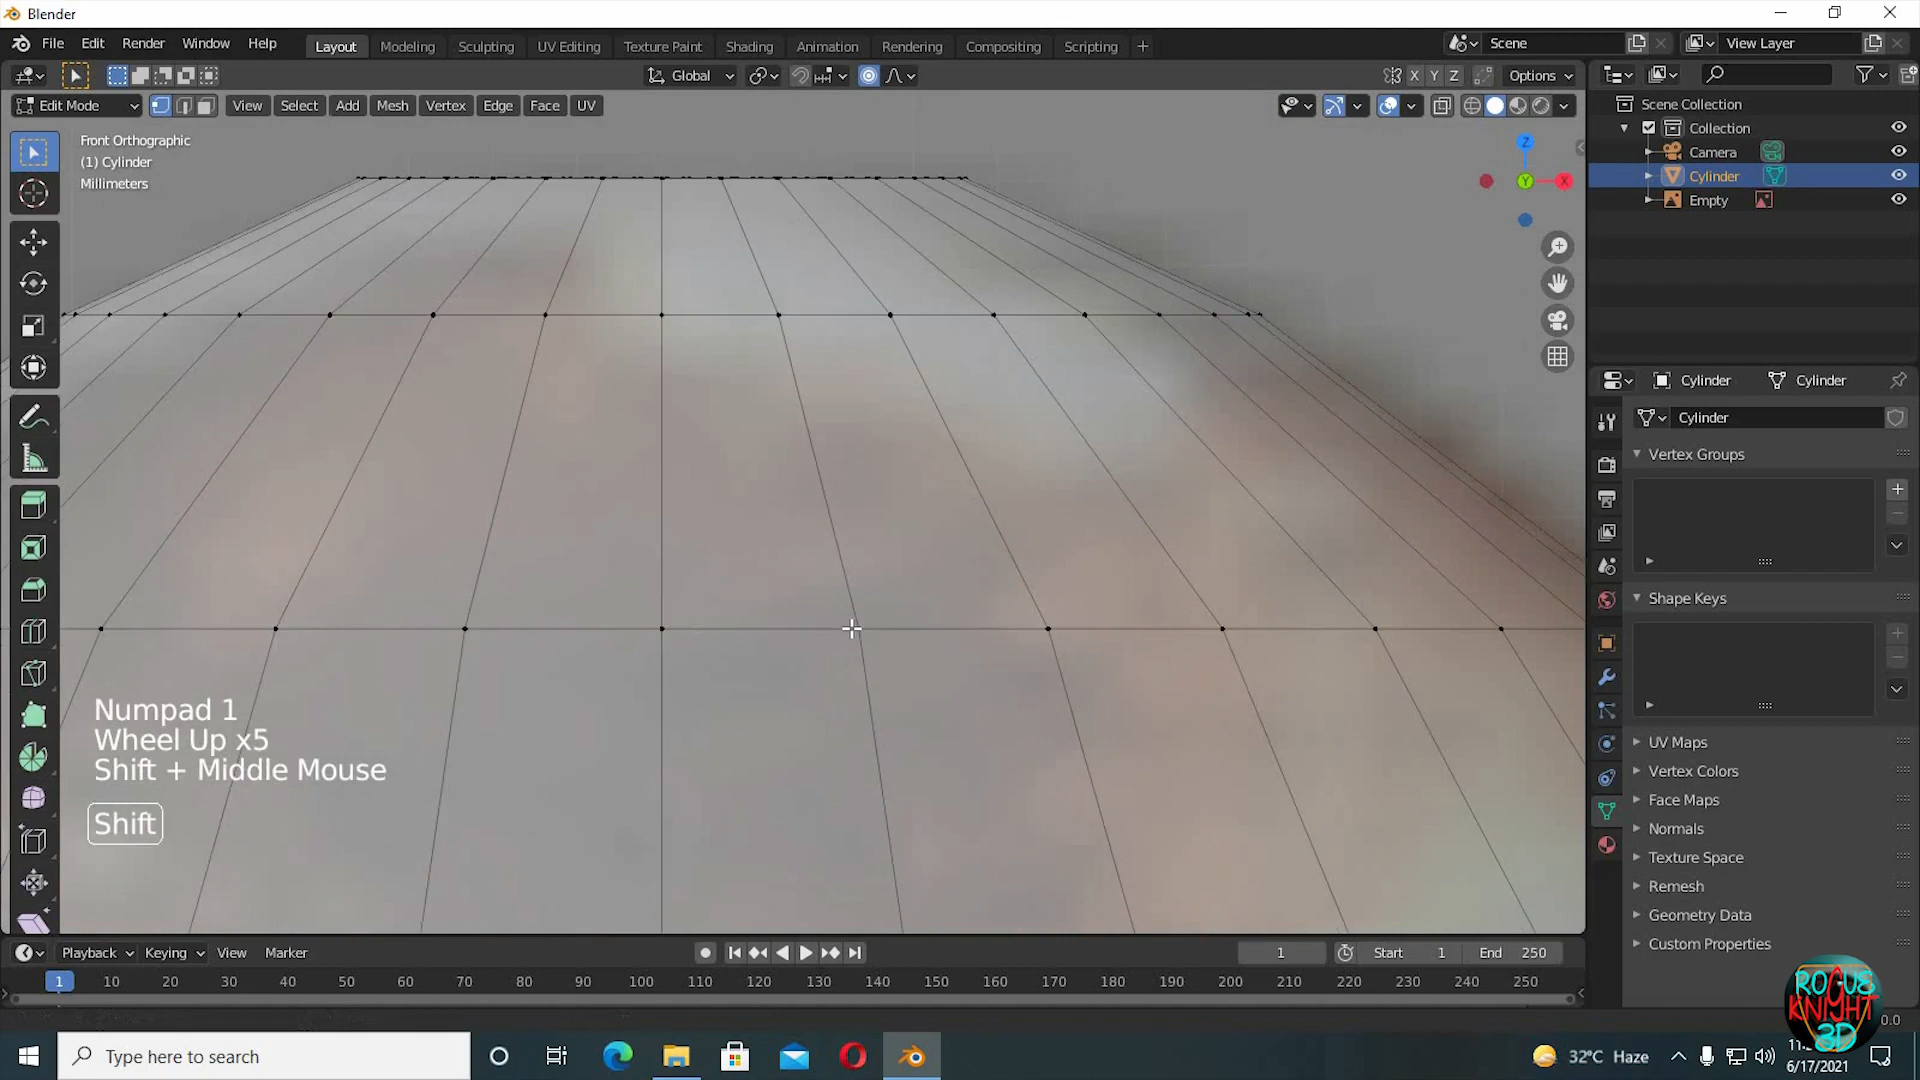 Blender
File Edit Render Window Help Layout Modeling Sculpting UV Editing Texture Paint Shading Animation Rendering Compositing Scripting + Scene View Layer
Global X Y Z Options
Edit Mode View Select Add Mesh Vertex Edge Face UV
Scene Collection
Collection
Camera
Cylinder
Empty
Front Orthographic
(1) Cylinder
Millimeters
Z
Y
X
Cylinder Cylinder
Cylinder
Vertex Groups
Shape Keys
UV Maps
Vertex Colors
Face Maps
Normals
Texture Space
Remesh
Geometry Data
Custom Properties
Numpad 1
Wheel Up x5
Shift + Middle Mouse
Shift
Playback Keying View Marker 1 Start 1 End 250
1 10 20 30 40 50 60 70 80 90 100 110 120 130 140 150 160 170 180 190 200 210 220 230 240 250
ROGUE
KNIGHT
3D
Type here to search
32°C Haze
6/17/2021